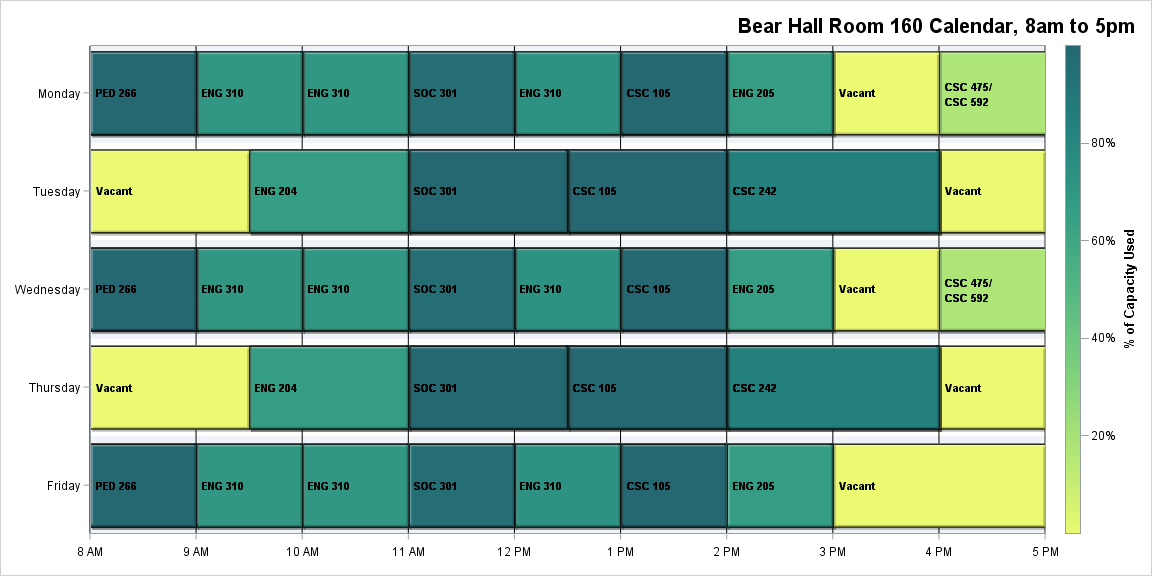 Bear Hall Room 160 Calendar, 8am to 5pm
Monday
PED 266
ENG 310
ENG 310
SOC 301
ENG 310
CSC 105
ENG 205
Vacant
CSC 475/
CSC 592
Tuesday
Vacant
ENG 204
SOC 301
CSC 105
CSC 242
Vacant
Wednesday
PED 266
ENG 310
ENG 310
SOC 301
ENG 310
CSC 105
ENG 205
Vacant
CSC 475/
CSC 592
Thursday
Vacant
ENG 204
SOC 301
CSC 105
CSC 242
Vacant
Friday
PED 266
ENG 310
ENG 310
SOC 301
ENG 310
CSC 105
ENG 205
Vacant
8 AM
9 AM
10 AM
11 AM
12 PM
1 PM
2 PM
3 PM
4 PM
5 PM
80%
60%
40%
20%
% of Capacity Used